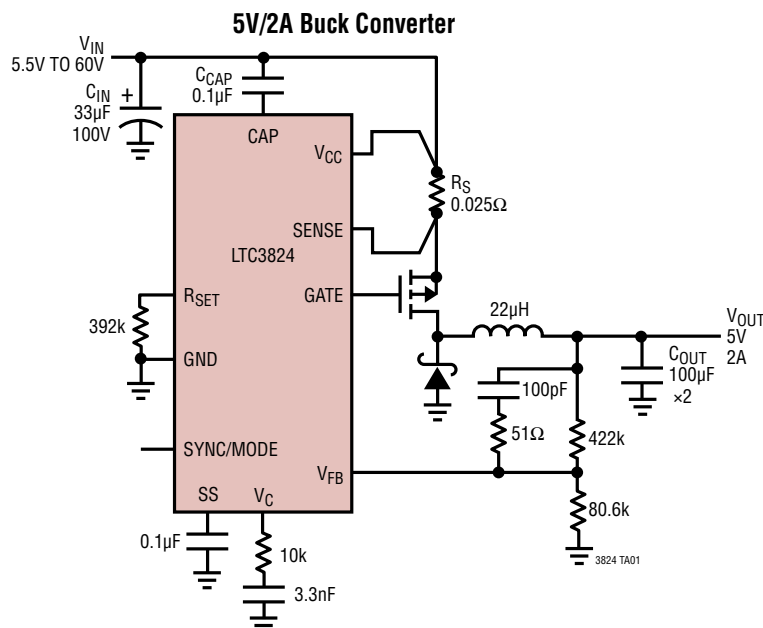 5V/2A Buck Converter
VIN
5.5V TO 60V
CIN
33µF
100V
+
CCAP
0.1µF
CAP
VCC
RS
0.025Ω
SENSE
LTC3824
RSET
GATE
392k
GND
22µH
VOUT
5V
2A
COUT
100µF
×2
100pF
51Ω
422k
SYNC/MODE
VFB
SS
VC
80.6k
0.1µF
10k
3.3nF
3824 TA01